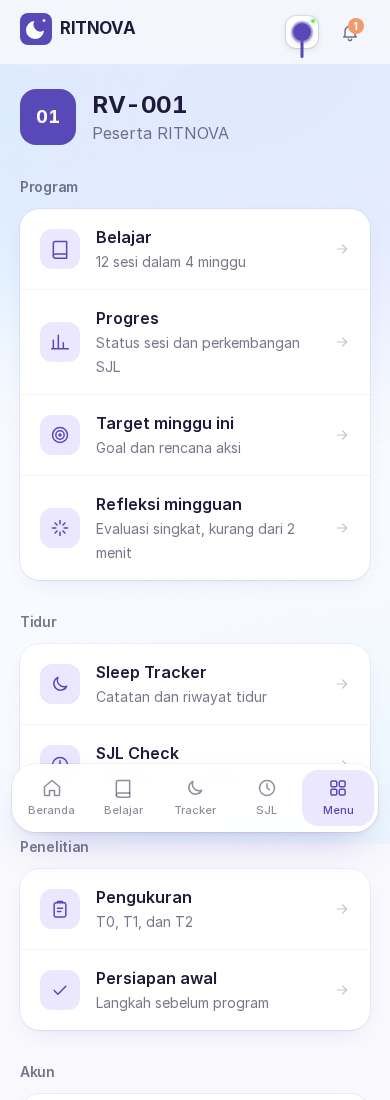 RITNOVA
1
01
RV-001
Peserta RITNOVA
Program
Belajar
12 sesi dalam 4 minggu
Progres
Status sesi dan perkembangan
SJL
Target minggu ini
Goal dan rencana aksi
Refleksi mingguan
Evaluasi singkat, kurang dari 2
menit
Tidur
Sleep Tracker
Catatan dan riwayat tidur
SJL Check
Beranda
Belajar
Tracker
SJL
Menu
Penelitian
Pengukuran
T0, T1, dan T2
Persiapan awal
Langkah sebelum program
Akun